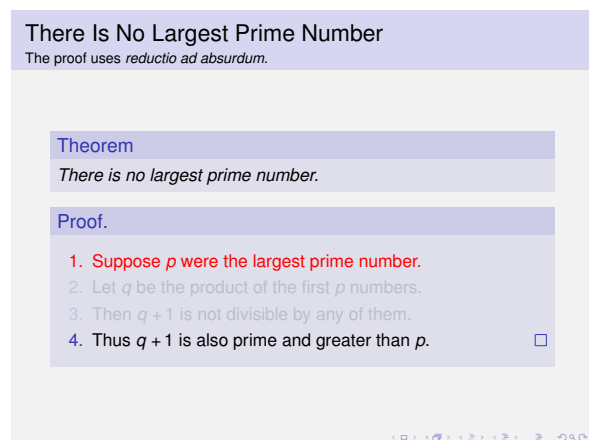 There Is No Largest Prime Number
The proof uses reductio ad absurdum.
Theorem
There is no largest prime number.
Proof.
1. Suppose p were the largest prime number.
2. Let q be the product of the first p numbers.
3. Then q + 1 is not divisible by any of them.
4. Thus q + 1 is also prime and greater than p.